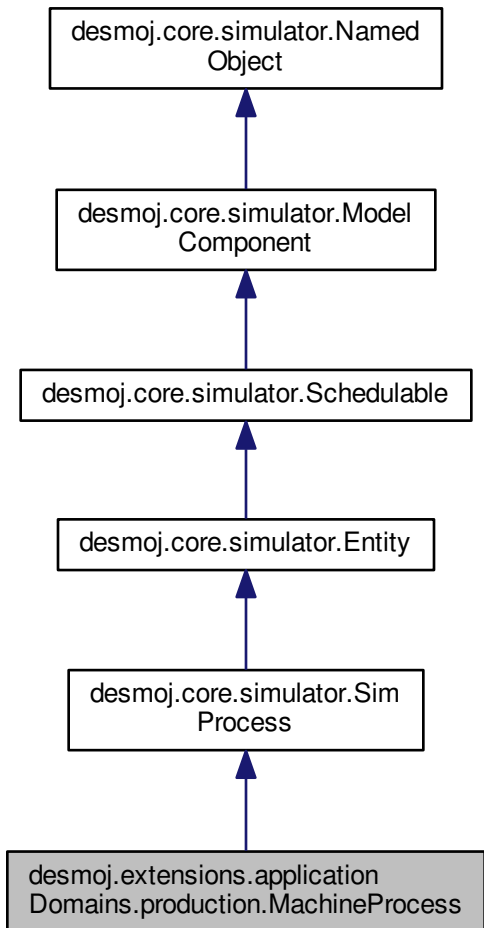 desmoj.core.simulator.Named
Object
desmoj.core.simulator.Model
Component
desmoj.core.simulator.Schedulable
desmoj.core.simulator.Entity
desmoj.core.simulator.Sim
Process
desmoj.extensions.application
Domains.production.MachineProcess